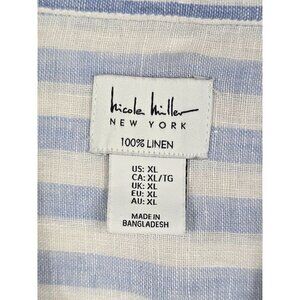 Nicole Miller
NEW YORK
100% LINEN
US: XL
CA: XL/TG
UK: XL
EU: XL
AU: XL
MADE IN
BANGLADESH